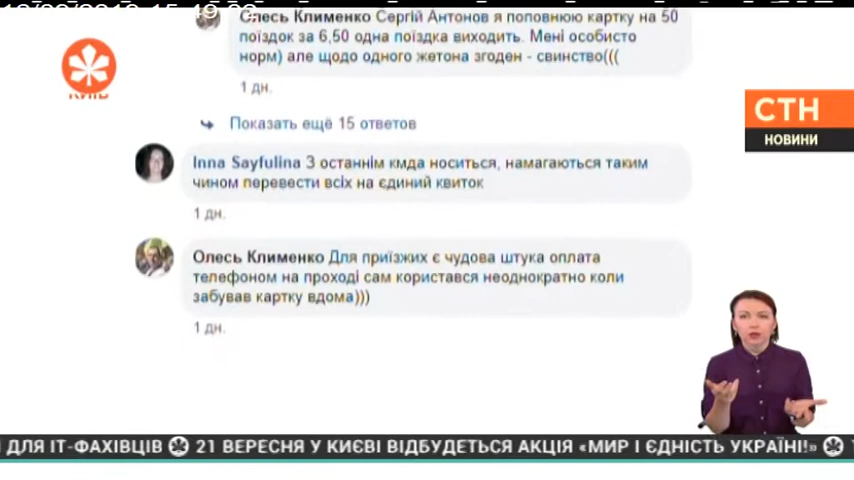 Олесь Клименко Сергій Антонов я поповнюю картку на 50
поїздок за 6,50 одна поїздка виходить. Мені особисто
норм) але щодо одного жетона згоден - свинство(((
1 дн.
КИЇВ
СТН
НОВИНИ
Показать ещё 15 ответов
Inna Sayfulina З останнім кмда носиться, намагаються таким
чином перевести всіх на єдиний квиток
1 дн.
Олесь Клименко Для приїзжих є чудова штука оплата
телефоном на проході сам користався неоднократно коли
забував картку вдома)))
1 дн.
ДЛЯ ІТ-ФАХІВЦІВ 21 ВЕРЕСНЯ У КИЄВІ ВІДБУДЕТЬСЯ АКЦІЯ «МИР І ЄДНІСТЬ УКРАЇНІ!»